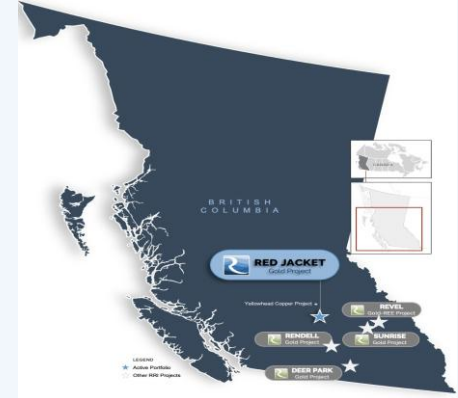 BRITISH
COLUMBIA
RED JACKET
Gold Project
Yellowhead Copper Project
REVEL
Gold-REE Project
RENDELL
Gold Project
SUNRISE
Gold Project
DEER PARK
Gold Project
LEGEND
Active Portfolio
Other RRI Projects